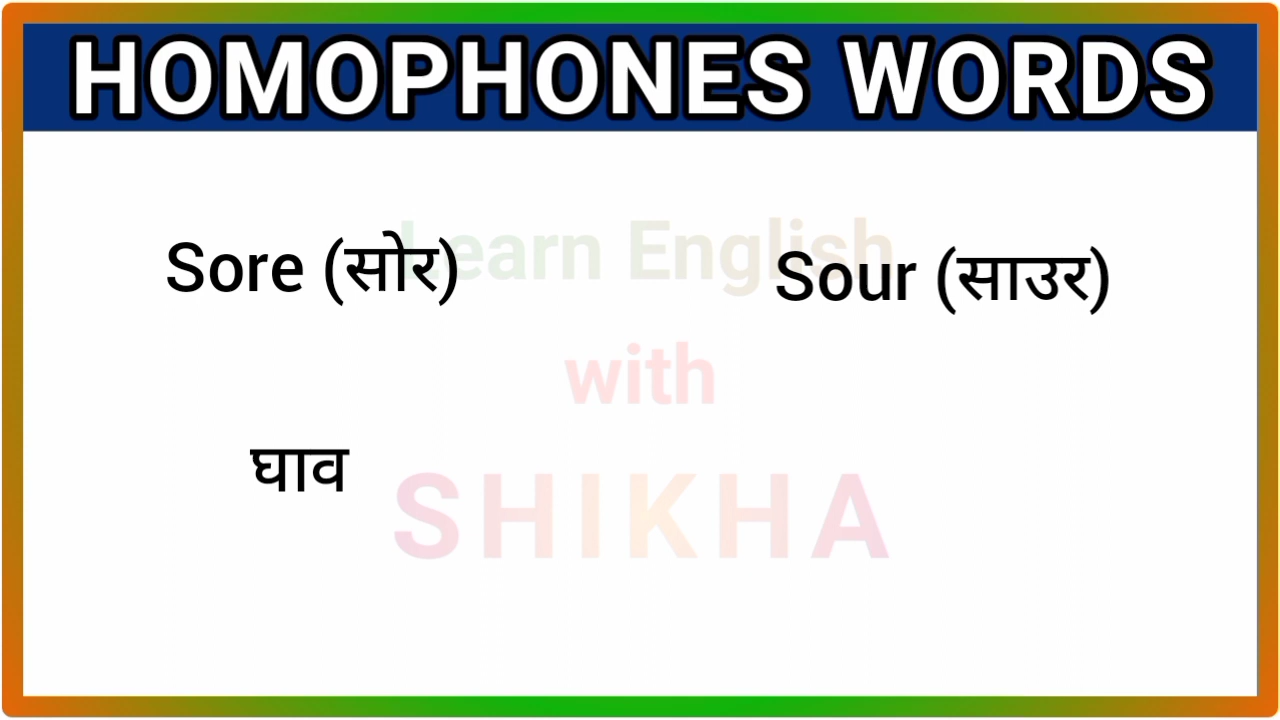 HOMOPHONES WORDS
Learn English
Sore (सोर)
Sour (साउर)
with
घाव
SHIKHA